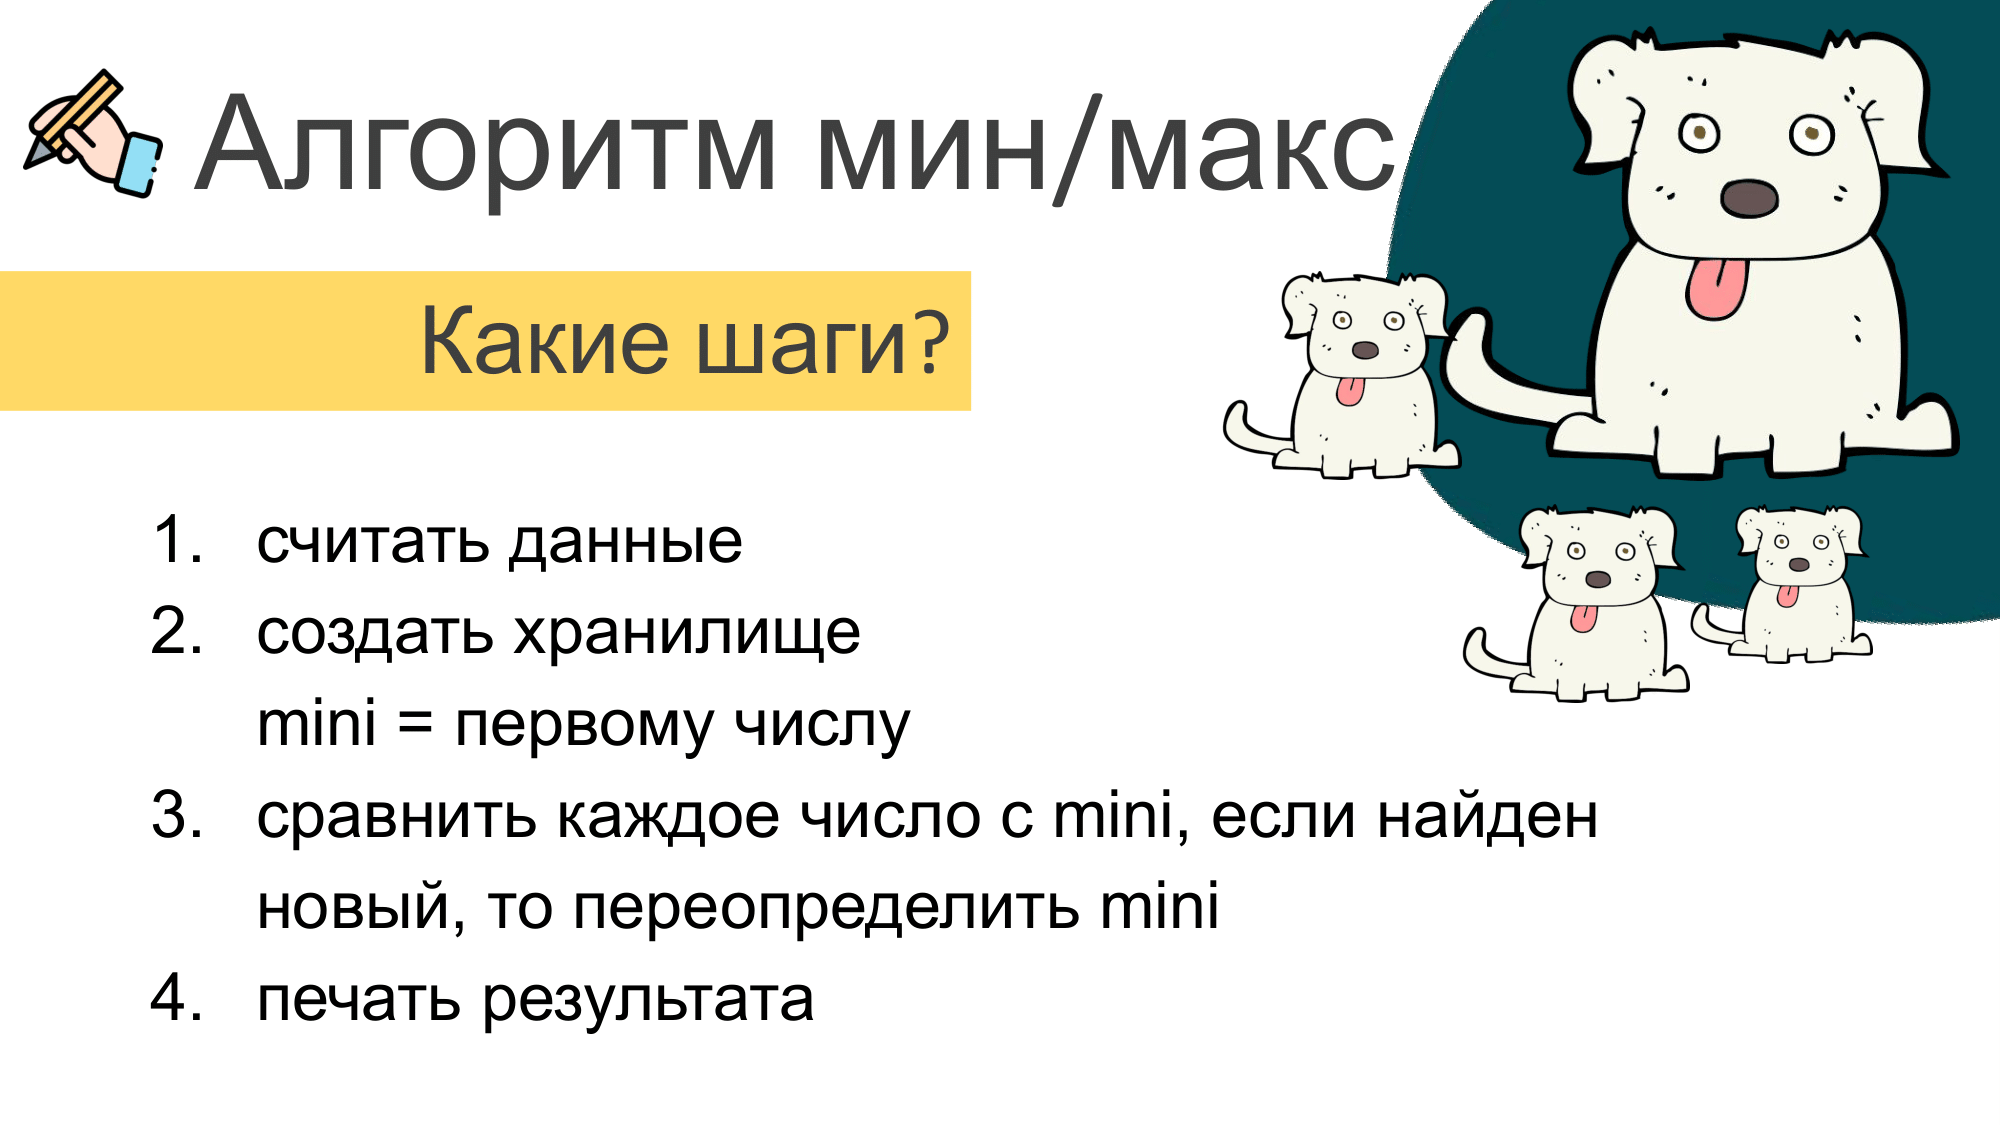 Алгоритм мин/макс
Какие шаги?
1. считать данные
2. создать хранилище
mini = первому числу
3. сравнить каждое число с mini, если найден
новый, то переопределить mini
4. печать результата